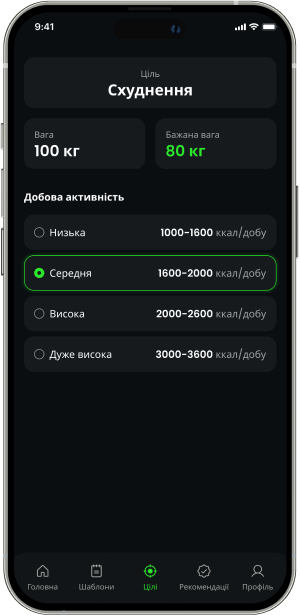 9:41
Ціль
Схуднення
Вага
100 кг
Бажана вага
80 кг
Добова активність
Низька 1000-1600 ккал/добу
Середня 1600-2000 ккал/добу
Висока 2000-2600 ккал/добу
Дуже висока 3000-3600 ккал/добу
Головна Шаблони Цілі Рекомендації Профіль